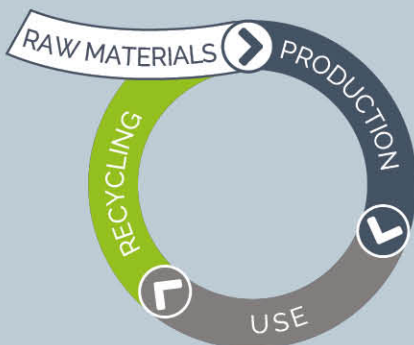 RAW MATERIALS
PRODUCTION
USE
RECYCLING